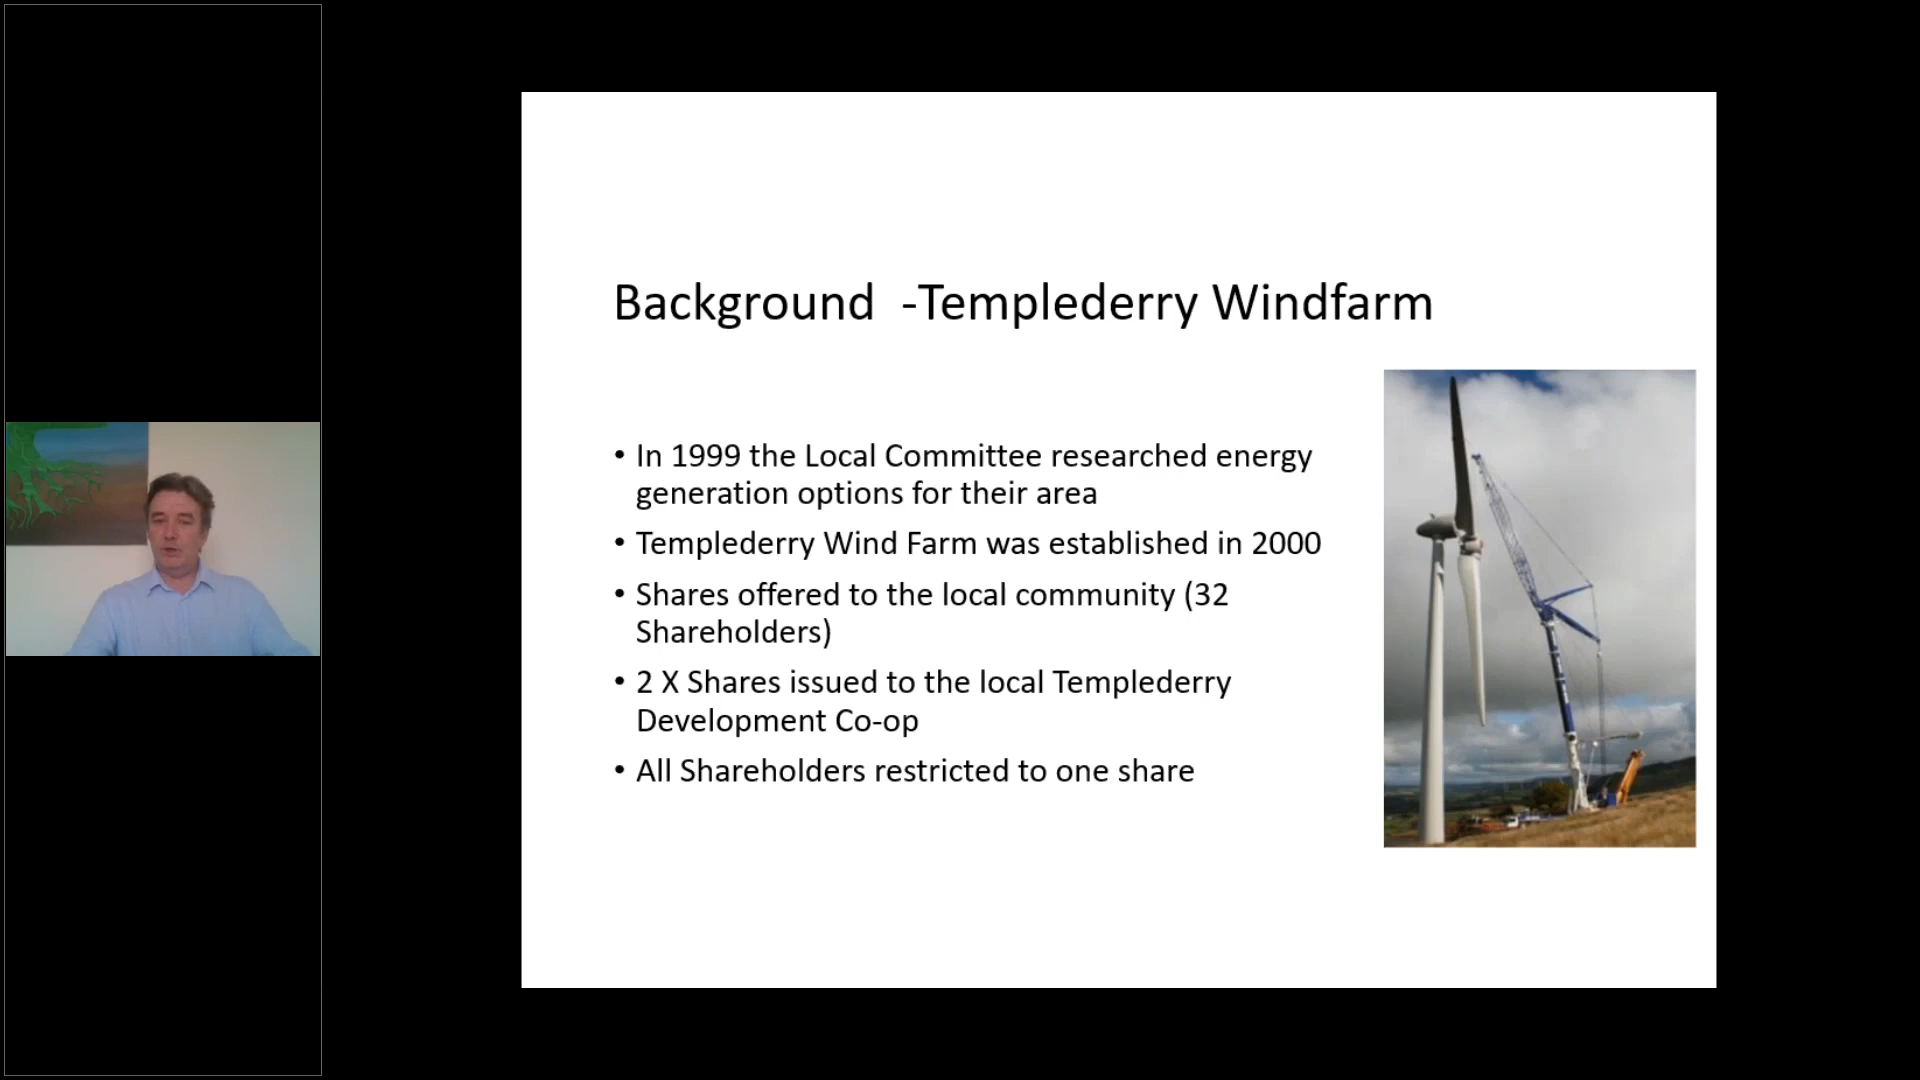 Background  -Templederry Windfarm
• In 1999 the Local Committee researched energy
generation options for their area
• Templederry Wind Farm was established in 2000
• Shares offered to the local community (32
Shareholders)
• 2 X Shares issued to the local Templederry
Development Co-op
• All Shareholders restricted to one share